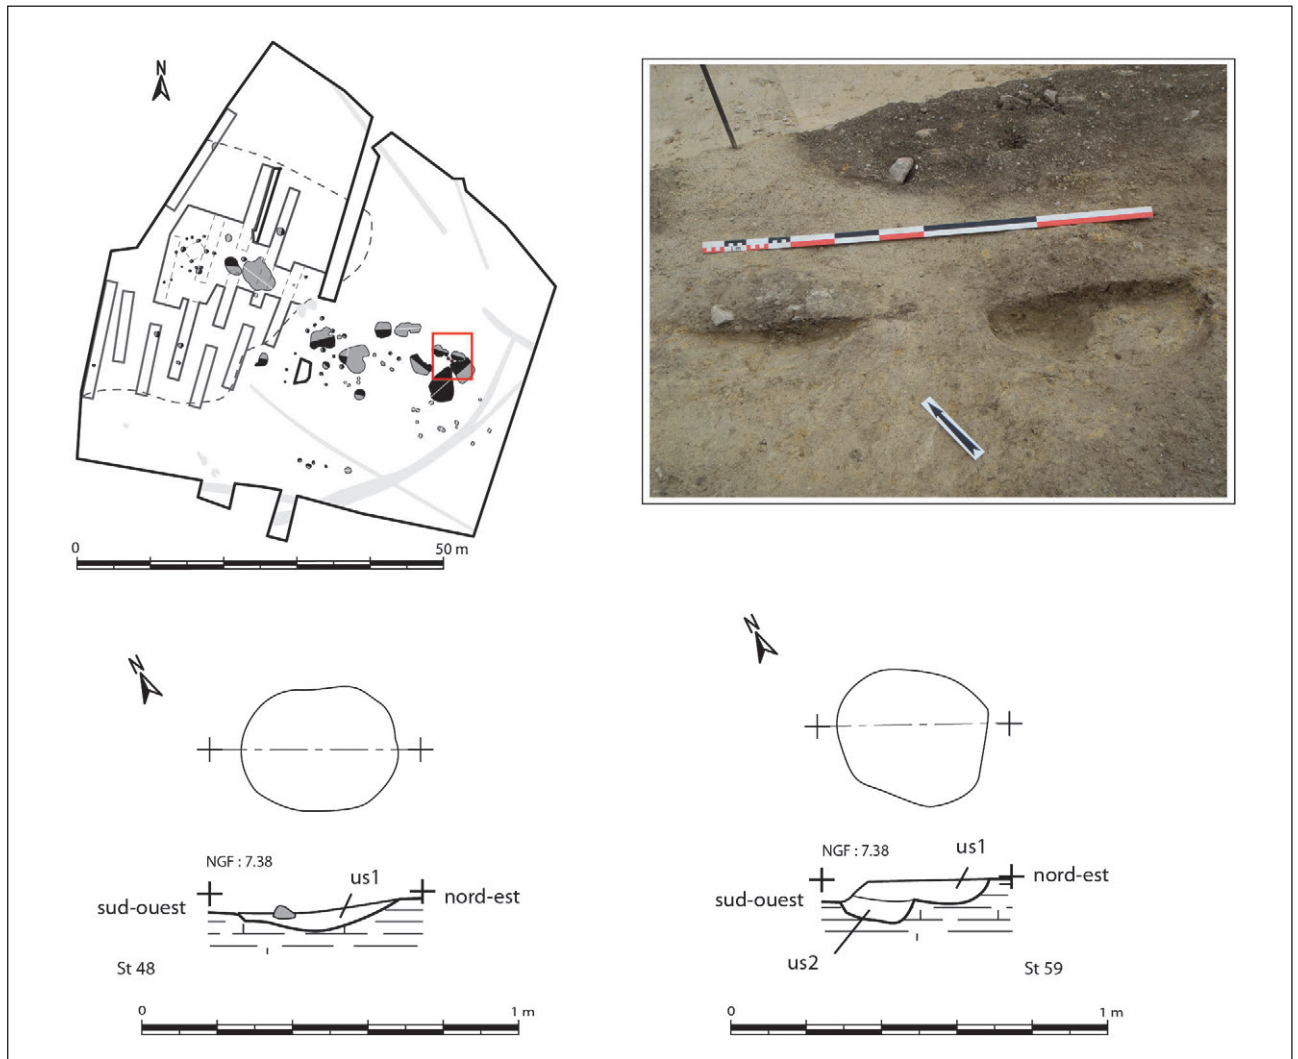 N
0 50 m
N
NGF : 7.38
us1
sud-ouest
nord-est
St 48
0 1 m
N
NGF : 7.38
us1
sud-ouest
nord-est
us2
St 59
0 1 m